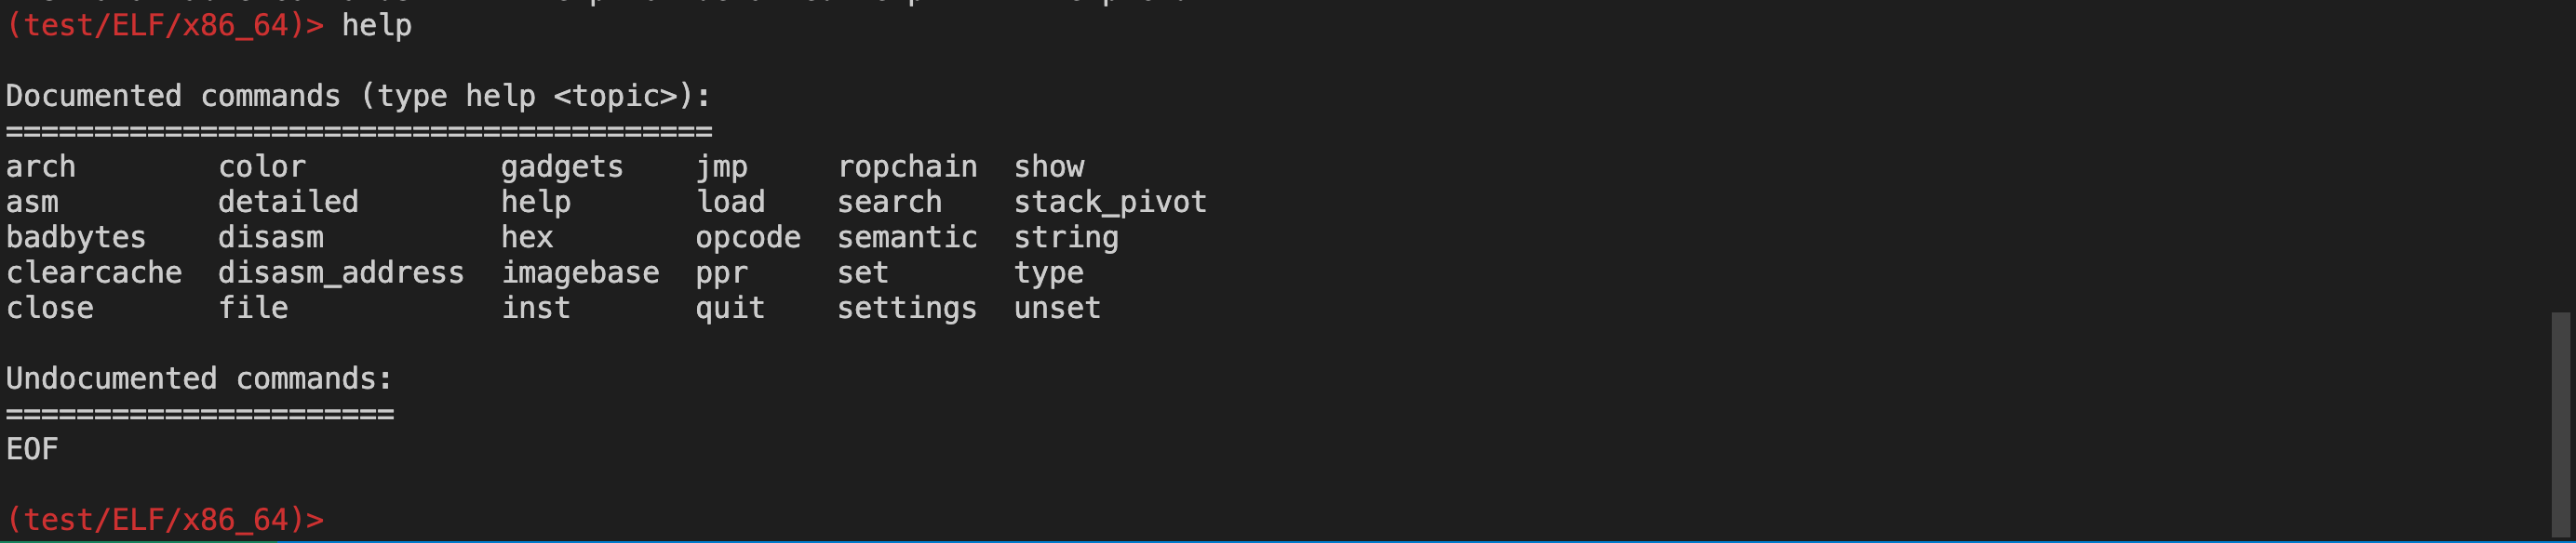 (test/ELF/x86_64)> help
Documented commands (type help <topic>):
========================================
arch        color           gadgets    jmp     ropchain  show
asm         detailed        help       load    search    stack_pivot
badbytes    disasm          hex        opcode  semantic  string
clearcache  disasm_address  imagebase  ppr     set       type
close       file            inst       quit    settings  unset
Undocumented commands:
======================
EOF
(test/ELF/x86_64)>